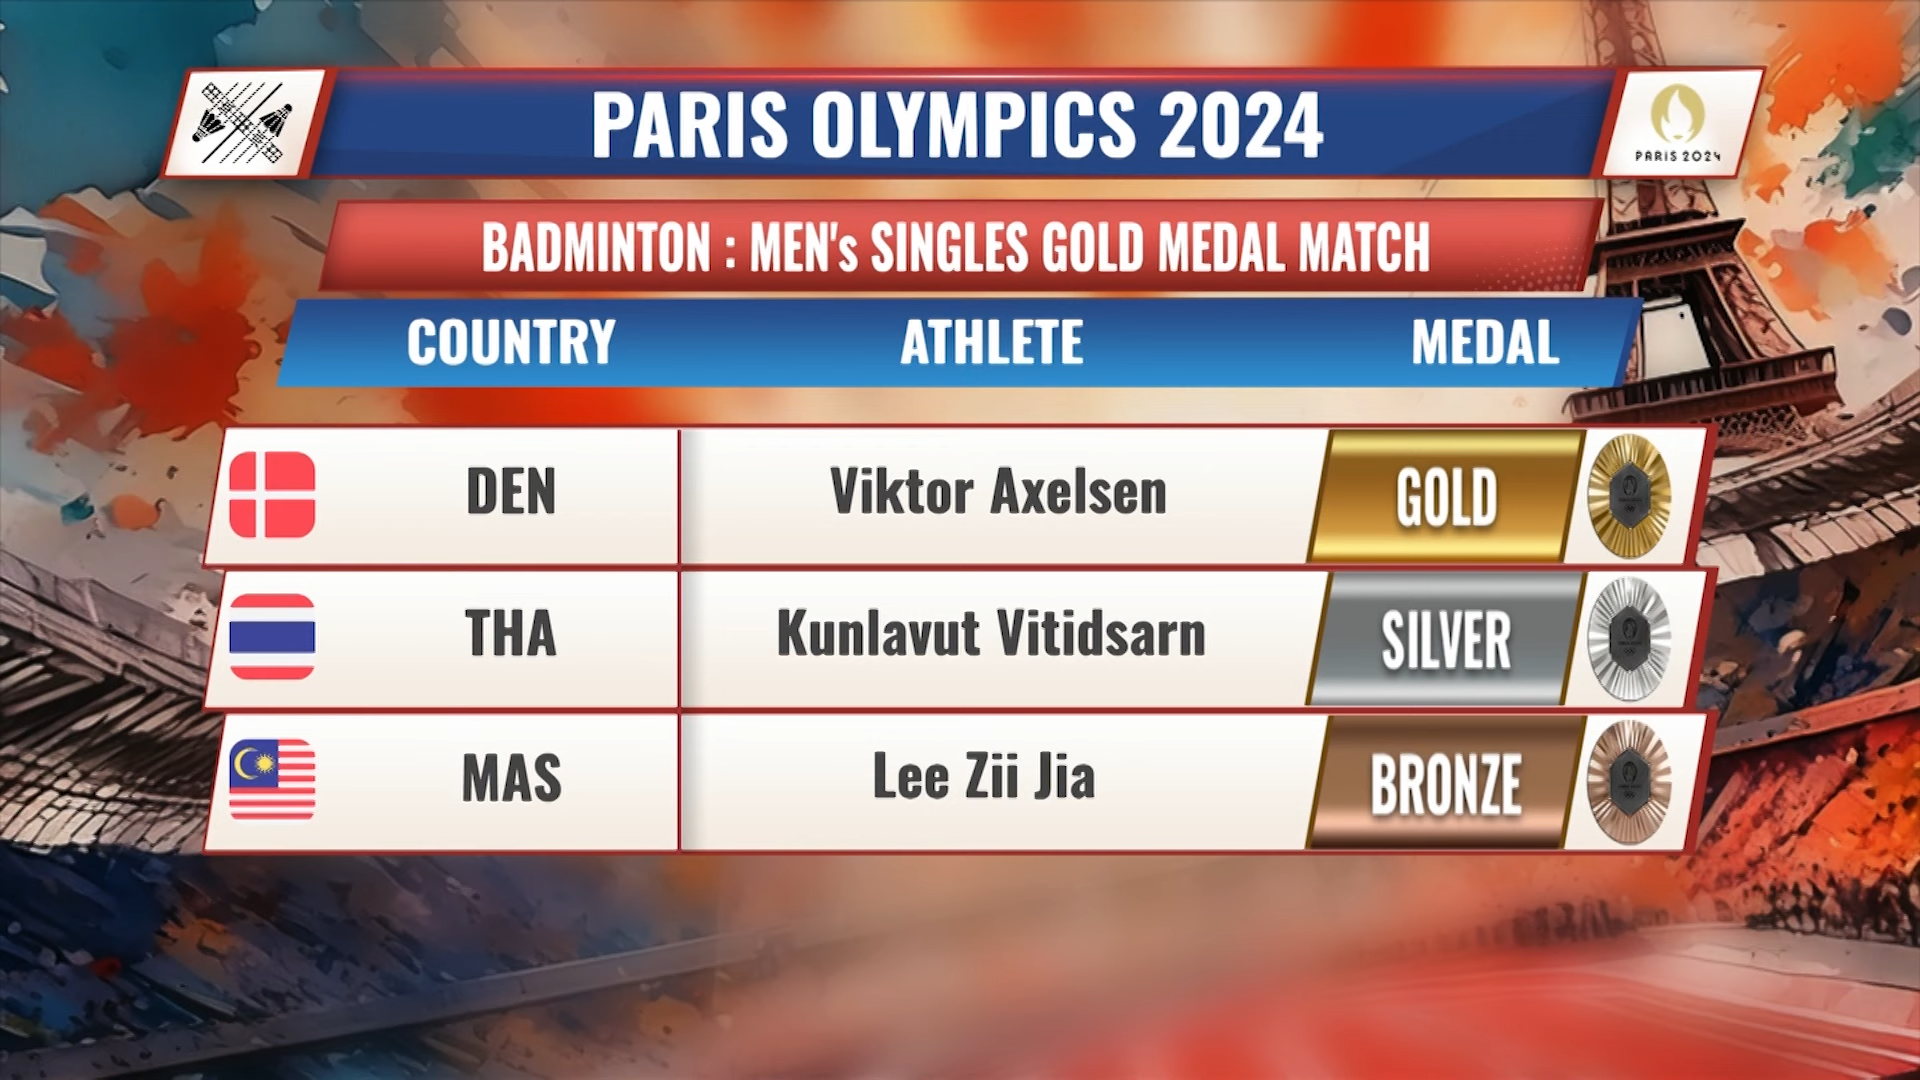 PARIS OLYMPICS 2024
PARIS 2024
BADMINTON : MEN's SINGLES GOLD MEDAL MATCH
COUNTRY ATHLETE MEDAL
DEN Viktor Axelsen GOLD
THA Kunlavut Vitidsarn SILVER
MAS Lee Zii Jia BRONZE